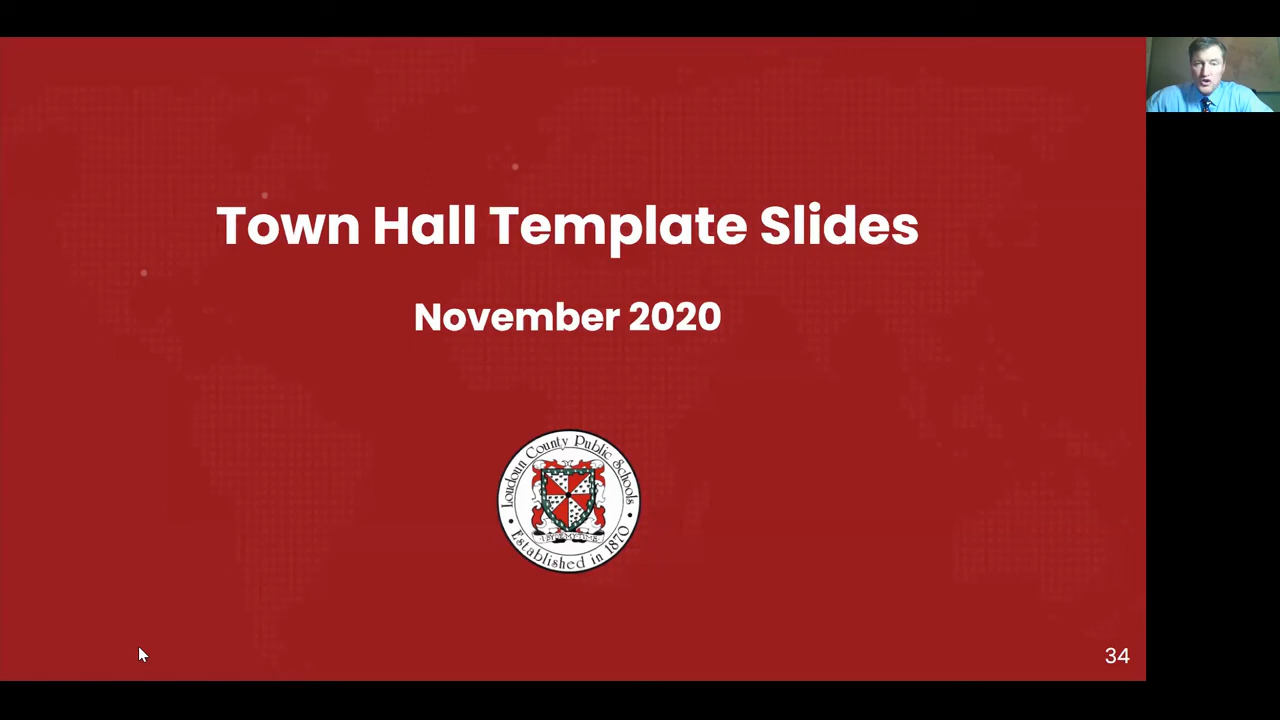 Town Hall Template Slides
November 2020
Loudoun County Public Schools
Established in 1870
34